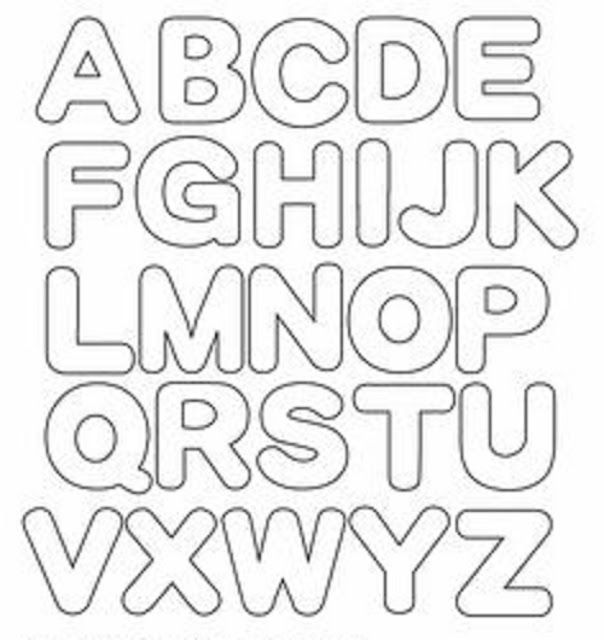 ABCDE
FGHIJK
LMNOP
QRSTU
VXWYZ